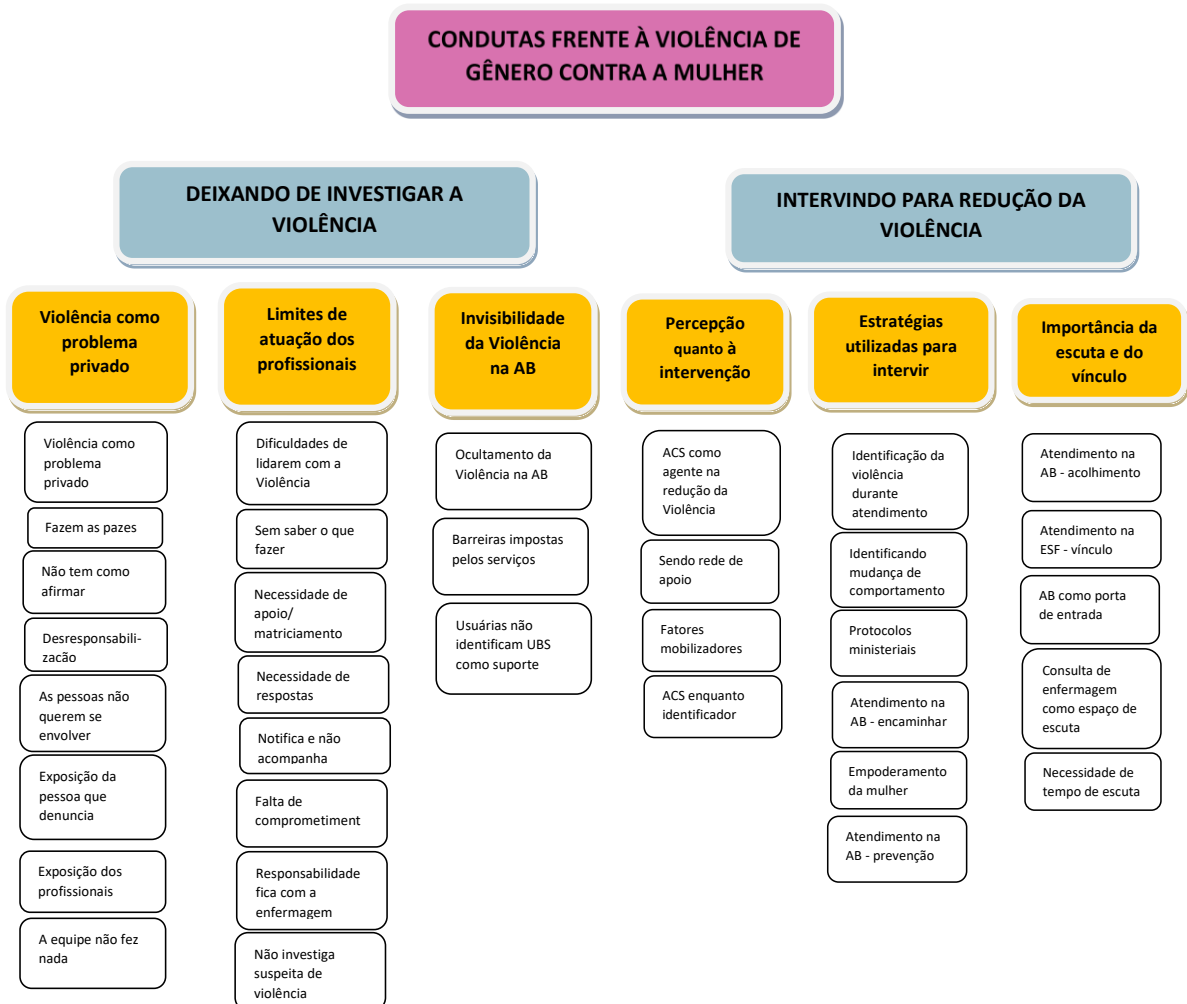 CONDUTAS FRENTE À VIOLÊNCIA DE
GÊNERO CONTRA A MULHER
DEIXANDO DE INVESTIGAR A
VIOLÊNCIA
INTERVINDO PARA REDUÇÃO DA
VIOLÊNCIA
Violência como
problema
privado
Limites de
atuação dos
profissionais
Invisibilidade
da Violência
na AB
Percepção
quanto à
intervenção
Estratégias
utilizadas para
intervir
Importância da
escuta e do
vínculo
Violência como
problema
privado
Fazem as pazes
Não tem como
afirmar
Desresponsabili-
zacão
As pessoas não
querem se
envolver
Exposição da
pessoa que
denuncia
Exposição dos
profissionais
A equipe não fez
nada
Dificuldades de
lidarem com a
Violência
Sem saber o que
fazer
Necessidade de
apoio/
matriciamento
Necessidade de
respostas
Notifica e não
acompanha
Falta de
comprometiment
Responsabilidade
fica com a
enfermagem
Não investiga
suspeita de
violência
Ocultamento da
Violência na AB
Barreiras impostas
pelos serviços
Usuárias não
identificam UBS
como suporte
ACS como
agente na
redução da
Violência
Sendo rede de
apoio
Fatores
mobilizadores
ACS enquanto
identificador
Identificação da
violência
durante
atendimento
Identificando
mudança de
comportamento
Protocolos
ministeriais
Atendimento na
AB - encaminhar
Empoderamento
da mulher
Atendimento na
AB - prevenção
Atendimento na
AB - acolhimento
Atendimento na
ESF - vínculo
AB como porta
de entrada
Consulta de
enfermagem
como espaço de
escuta
Necessidade de
tempo de escuta